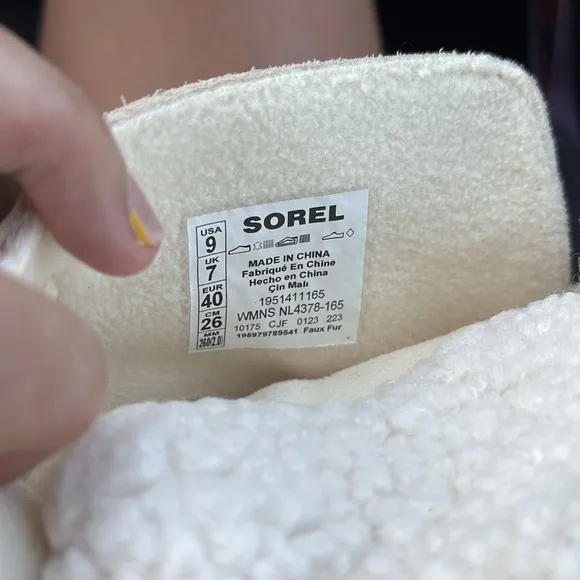 USA
9
UK
7
EUR
40
CM
26
MM
260(2.0)
SOREL
MADE IN CHINA
Fabriqué En Chine
Hecho en China
Çin Malı
1951411165
WMNS NL4378-165
10175 CJF 0123 223
195979789541 Faux Fur